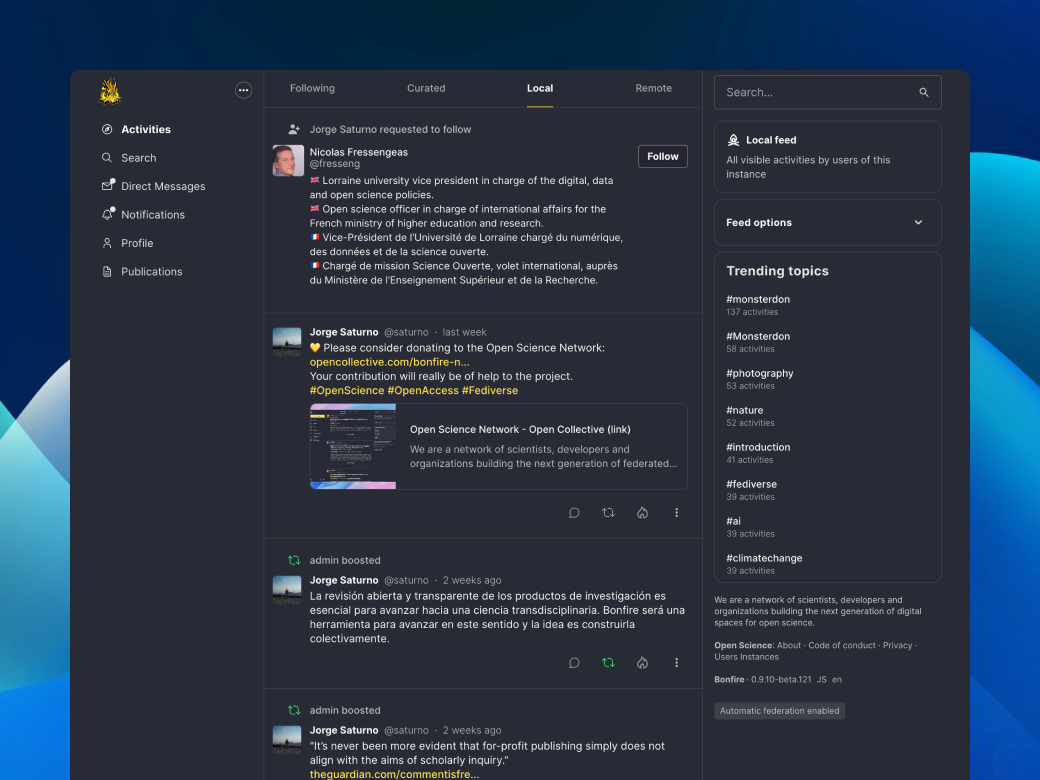 Activities
Search
Direct Messages
Notifications
Profile
Publications
Following
Curated
Local
Remote
Jorge Saturno requested to follow
Nicolas Fressengeas
@fresseng
Follow
🇬🇧 Lorraine university vice president in charge of the digital, data
and open science policies.
🇬🇧 Open science officer in charge of international affairs for the
French ministry of higher education and research.
🇫🇷 Vice-Président de l'Université de Lorraine chargé du numérique,
des données et de la science ouverte.
🇫🇷 Chargé de mission Science Ouverte, volet international, auprès
du Ministère de l'Enseignement Supérieur et de la Recherche.
Jorge Saturno @saturno · last week
💛 Please consider donating to the Open Science Network:
opencollective.com/bonfire-n...
Your contribution will really be of help to the project.
#OpenScience #OpenAccess #Fediverse
Open Science Network - Open Collective (link)
We are a network of scientists, developers and
organizations building the next generation of federated...
admin boosted
Jorge Saturno @saturno · 2 weeks ago
La revisión abierta y transparente de los productos de investigación es
esencial para avanzar hacia una ciencia transdisciplinaria. Bonfire será una
herramienta para avanzar en este sentido y la idea es construirla
colectivamente.
admin boosted
Jorge Saturno @saturno · 2 weeks ago
"It's never been more evident that for-profit publishing simply does not
align with the aims of scholarly inquiry."
theguardian.com/commentisfre...
Search...
Local feed
All visible activities by users of this
instance
Feed options
Trending topics
#monsterdon
137 activities
#Monsterdon
58 activities
#photography
53 activities
#nature
52 activities
#introduction
41 activities
#fediverse
39 activities
#ai
39 activities
#climatechange
39 activities
We are a network of scientists, developers and
organizations building the next generation of digital
spaces for open science.
Open Science: About · Code of conduct · Privacy ·
Users Instances
Bonfire · 0.9.10-beta.121 JS en
Automatic federation enabled